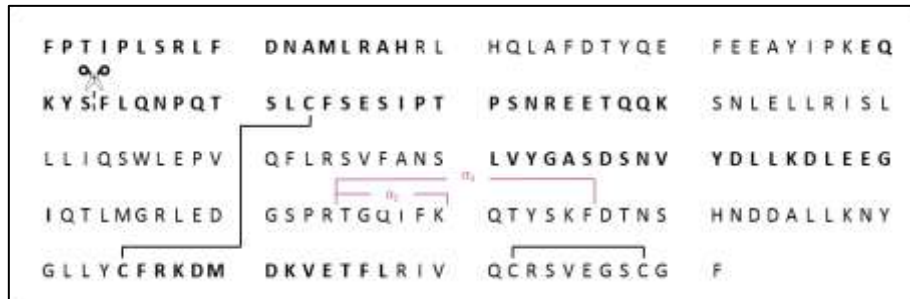 FPTIPLSRLF DNAMLRAHRL HQLAFDTYQE FEEAYIPKEQ
KYSFLQNPQT SLCFSESIPT PSNREETQQK SNLELLRISL
LLIQSWLEPV QFLRSVFANS LVYGASDSNV YDLLKDLEEG
IQTLMGRLED GSPRTGQIFK QTYSKFDTNS HNDDALLKNY
GLLYCFRKDM DKVETFLRIV QCRSVEGSCG F